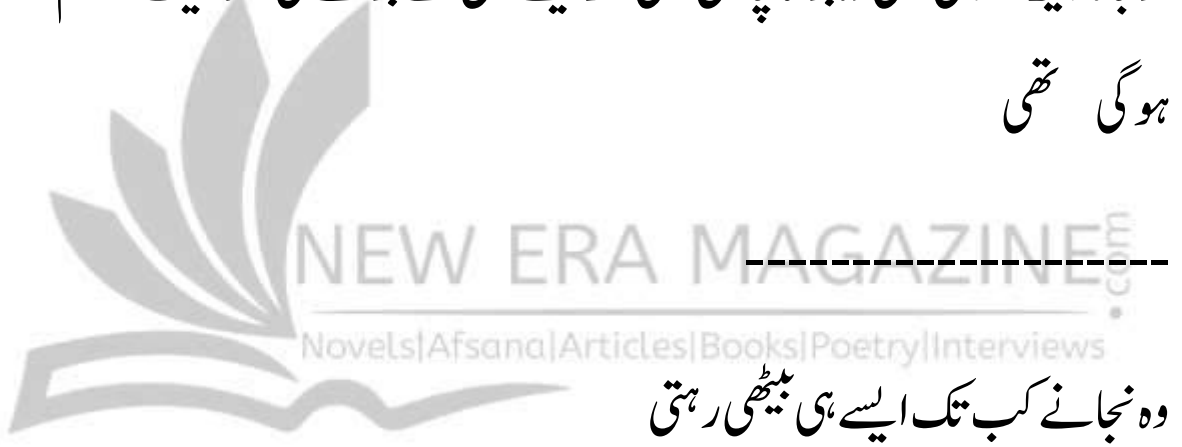 ہوگی تھی
--------------------
NEW ERA MAGAZINE.com
Novels|Afsana|Articles|Books|Poetry|Interviews
وہ نجانے کب تک ایسے ہی بیٹھی رہتی